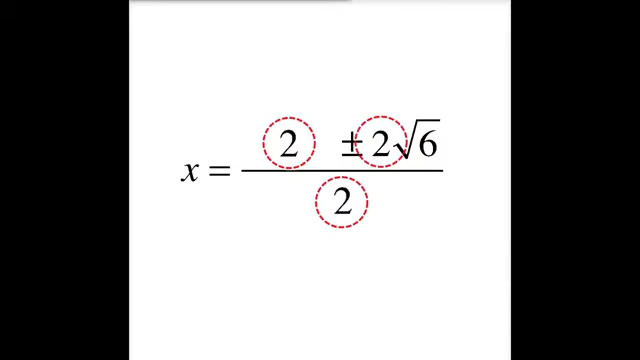 x = 2 ± 2√6 / 2